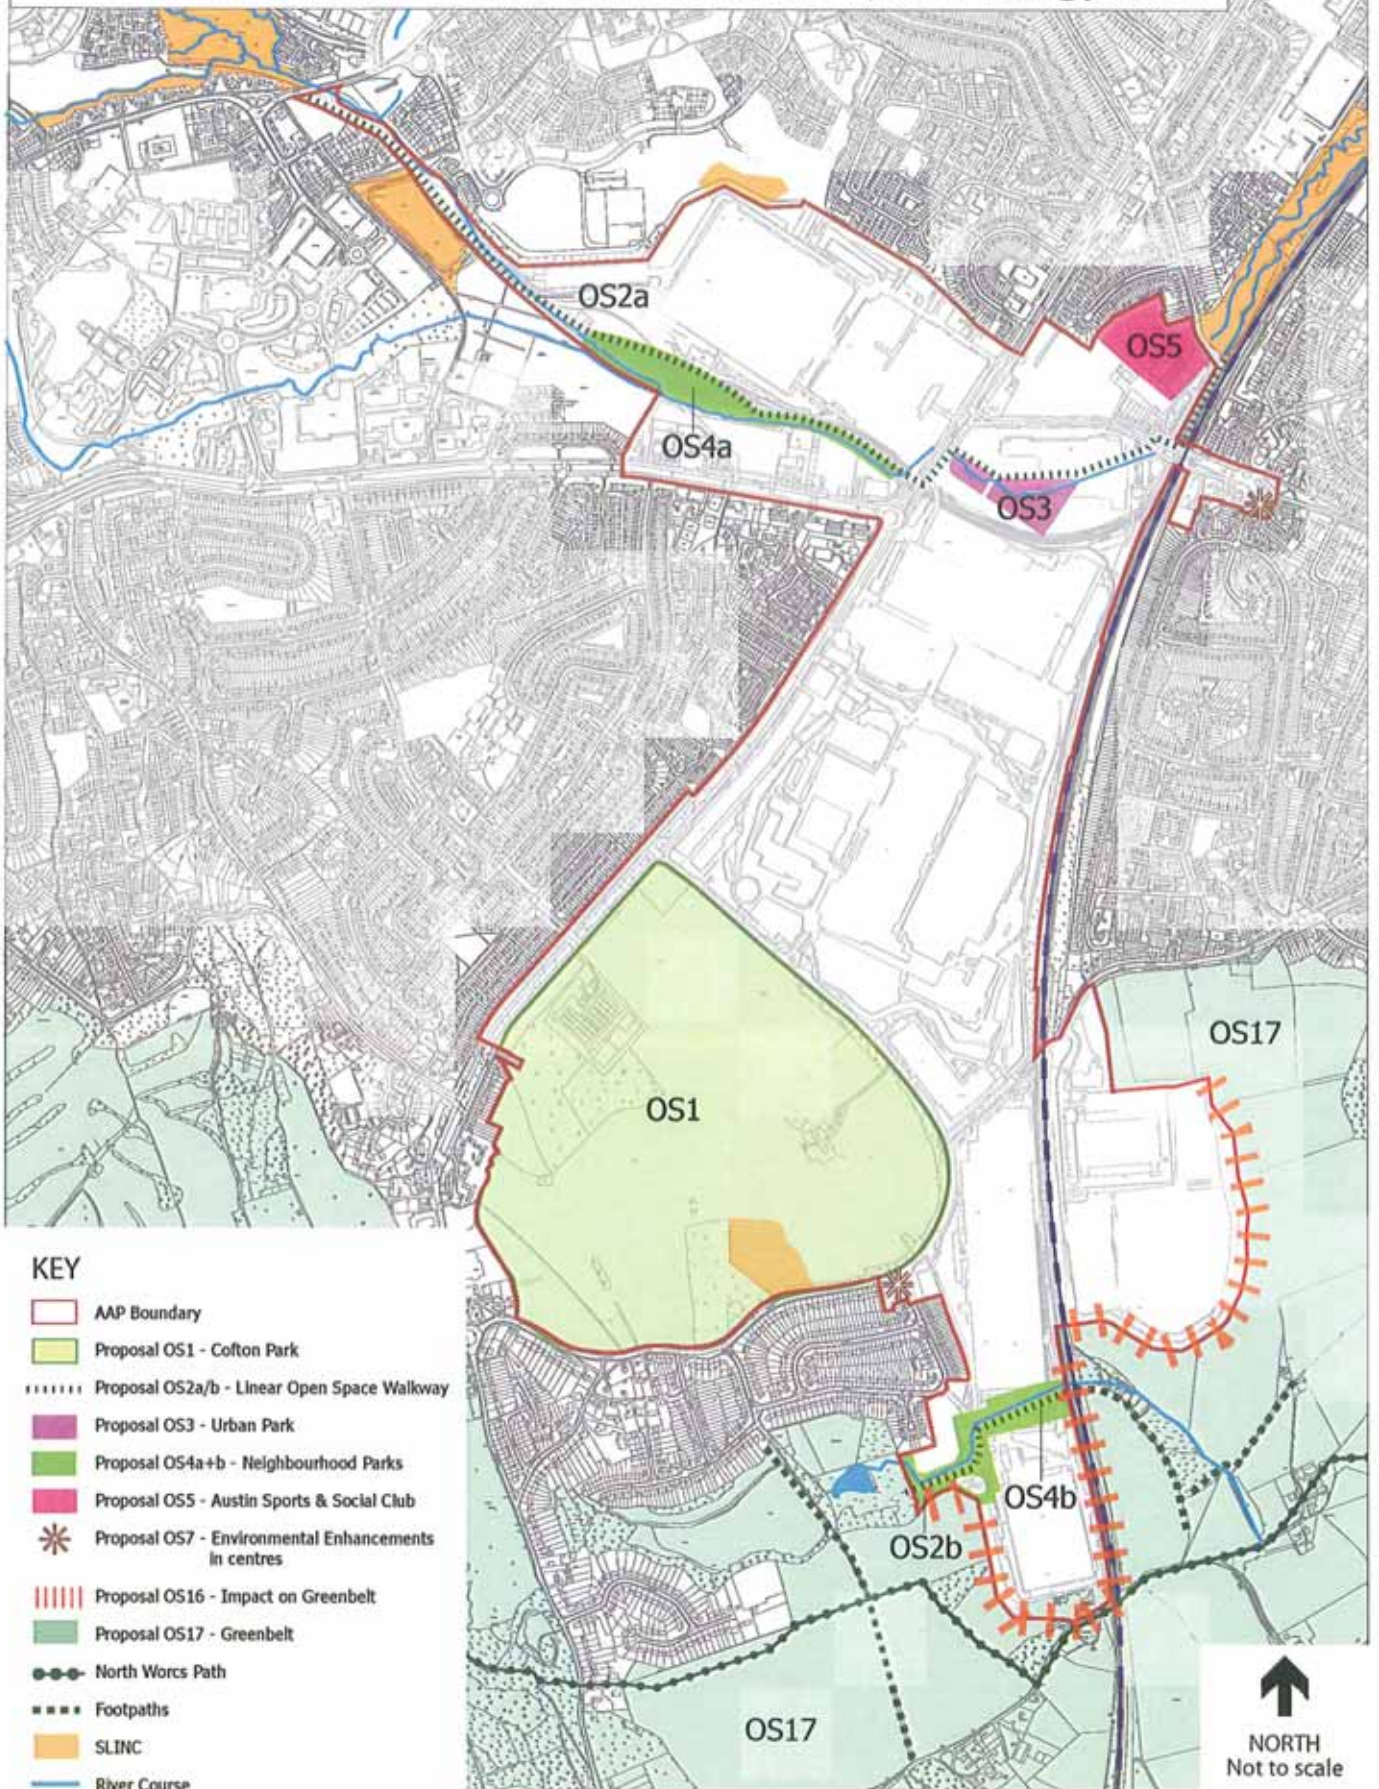 OS2a
OS5
OS4a
OS3
OS17
OS1
OS4b
OS2b
OS17
KEY
AAP Boundary
Proposal OS1 - Cofton Park
Proposal OS2a/b - Linear Open Space Walkway
Proposal OS3 - Urban Park
Proposal OS4a+b - Neighbourhood Parks
Proposal OS5 - Austin Sports & Social Club
Proposal OS7 - Environmental Enhancements
in centres
Proposal OS16 - Impact on Greenbelt
Proposal OS17 - Greenbelt
North Worcs Path
Footpaths
SLINC
River Course
NORTH
Not to scale